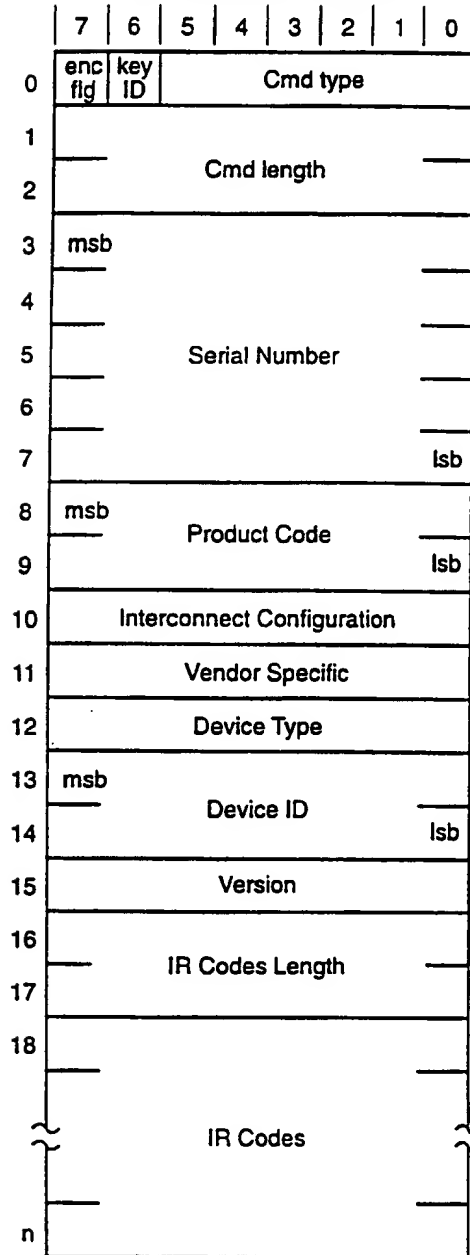 7 6 5 4 3 2 1 0
0 enc flg key ID Cmd type
1
Cmd length
2
3 msb
4
5 Serial Number
6
7 lsb
8 msb
Product Code
9 lsb
10 Interconnect Configuration
11 Vendor Specific
12 Device Type
13 msb
Device ID
14 lsb
15 Version
16
IR Codes Length
17
18
IR Codes
n